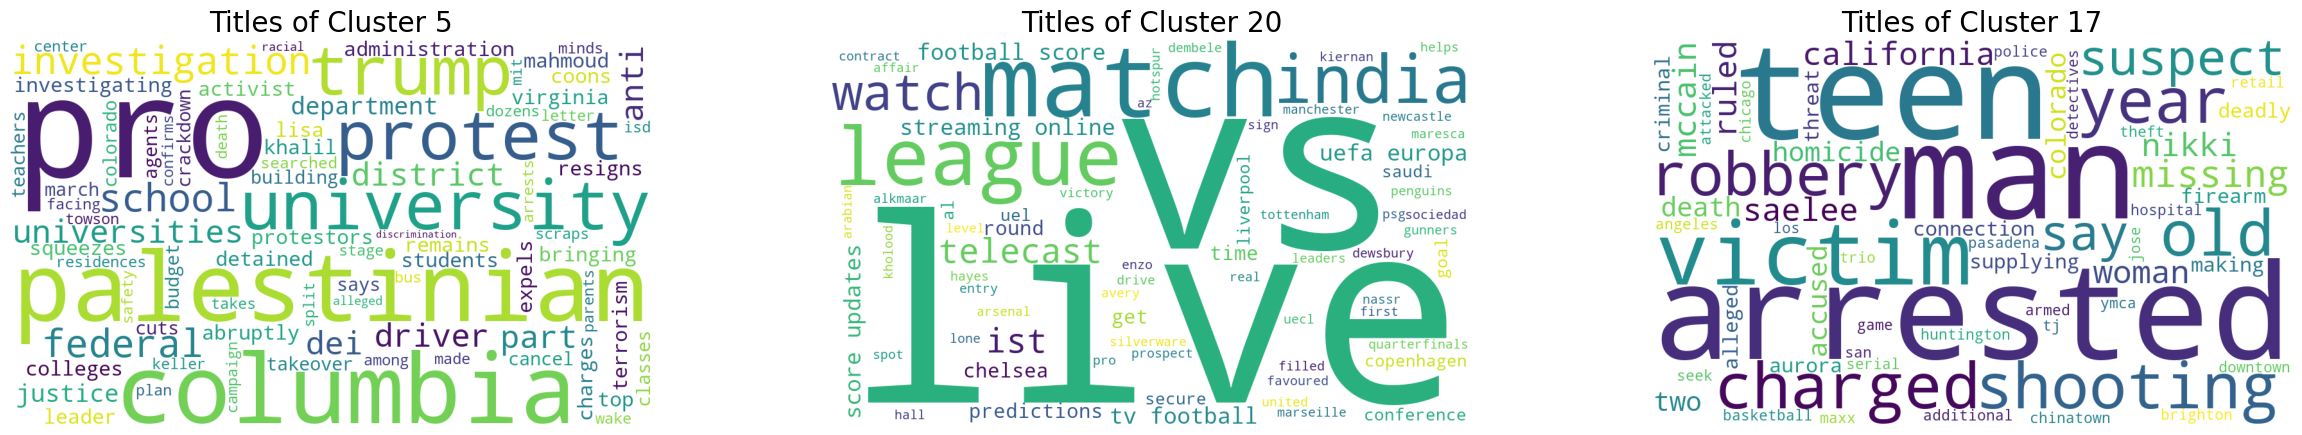 Titles of Cluster 5
center
racial
administration
minds
investigation
trump
mahmoud
anti
investigating
activist
mit
coons
pro
department
virginia
dozens
letter
teachers
colorado
agents
confirms
crackdown
death
lisa
protest
isd
khalil
searched
building
district
arrests
resigns
march
facing
school
university
towson
universities
protestors
discrimination
scraps
squeezes
remains
expels
bringing
residences
detained
stage
students
palestinian
safety
budget
takes
split
says
alleged
bus
parents
terrorism
cuts
abruptly
driver
part
federal
dei
charges
classes
colleges
keller
campaign
takeover
among
made
cancel
justice
plan
columbia
top
leader
wake
Titles of Cluster 20
contract
football score
dembele
helps
affair
match
hotspur
kiernan
india
watch
az
manchester
newcastle
league
streaming online
vs
sign
maresca
uefa europa
liverpool
saudi
arabian
alkmaar
victory
penguins
al
uel
tottenham
psg
sociedad
level
round
gunners
kholood
telecast
time
dewsbury
goal
hayes
enzo
real
leaders
score updates
live
entry
drive
avery
nassr
first
arsenal
get
uecl
lone
ist
silverware
quarterfinals
spot
pro
prospect
chelsea
filled
copenhagen
favoured
secure
united
hall
predictions
tv football
marseille
conference
Titles of Cluster 17
criminal
mccain
attacked
ruled
chicago
teen
threat
california
police
colorado
detectives
suspect
retail
year
deadly
theft
homicide
nikki
robbery
man
missing
death
saelee
firearm
hospital
angeles
los
connection
victim
pasadena
say
jose
old
trio
supplying
woman
making
arrested
alleged
accused
armed
ymca
game
tj
san
huntington
seek
aurora
serial
downtown
two
charged
shooting
basketball
maxx
additional
chinatown
brighton